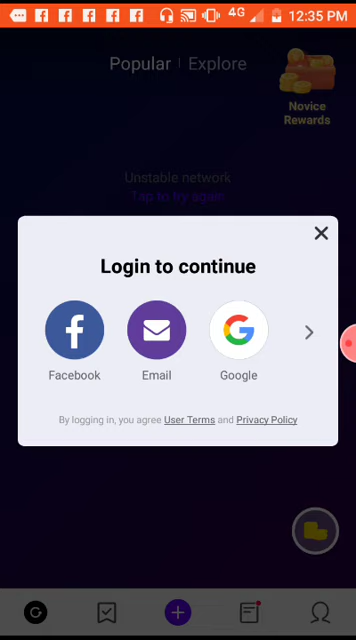 4G 12:35 PM
Popular Explore
Novice
Rewards
Unstable network
Tap to try again
Login to continue
Facebook Email Google
By logging in, you agree User Terms and Privacy Policy